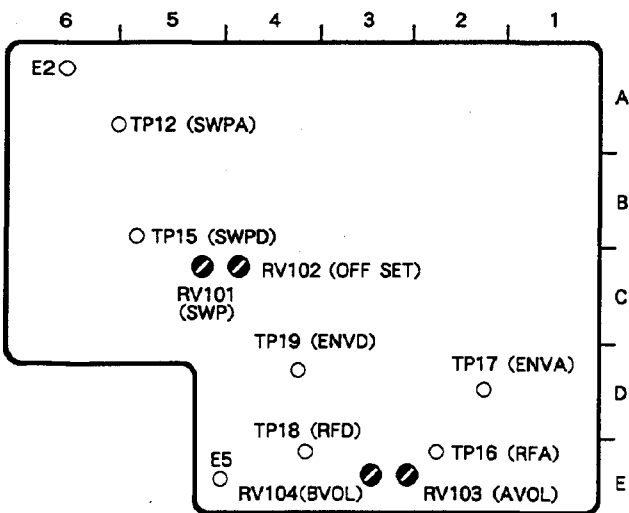 6 5 4 3 2 1
E2
A
TP12 (SWPA)
B
TP15 (SWPD)
RV102 (OFF SET)
RV101
(SWP)
C
TP19 (ENVD)
TP17 (ENVA)
D
TP18 (RFD)
TP16 (RFA)
E5
RV104(BVOL)
RV103 (AVOL)
E